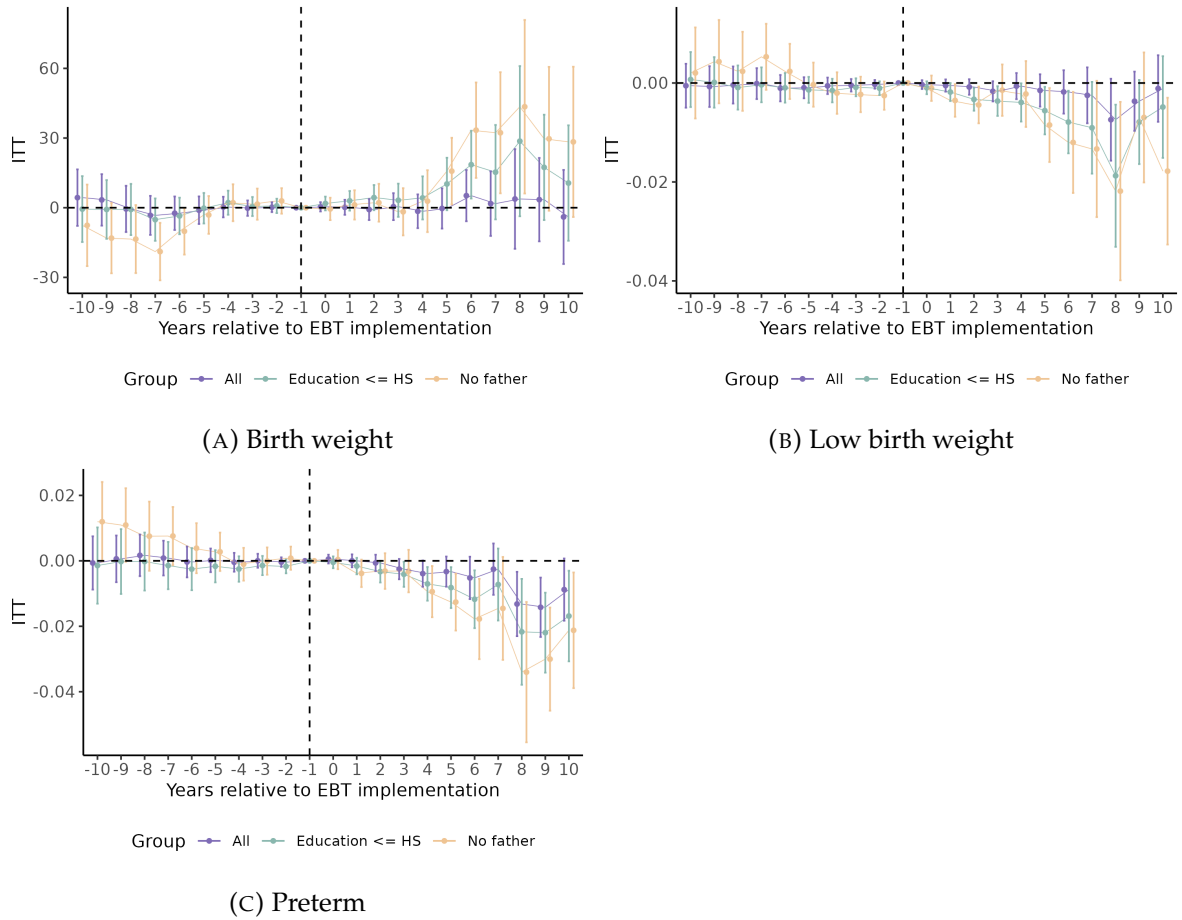 60
30
0
-30
ITT
-10 -9 -8 -7 -6 -5 -4 -3 -2 -1 0 1 2 3 4 5 6 7 8 9 10
Years relative to EBT implementation
Group All Education <= HS No father
(A) Birth weight
0.00
-0.02
-0.04
ITT
-10 -9 -8 -7 -6 -5 -4 -3 -2 -1 0 1 2 3 4 5 6 7 8 9 10
Years relative to EBT implementation
Group All Education <= HS No father
(B) Low birth weight
0.02
0.00
-0.02
-0.04
ITT
-10 -9 -8 -7 -6 -5 -4 -3 -2 -1 0 1 2 3 4 5 6 7 8 9 10
Years relative to EBT implementation
Group All Education <= HS No father
(C) Preterm